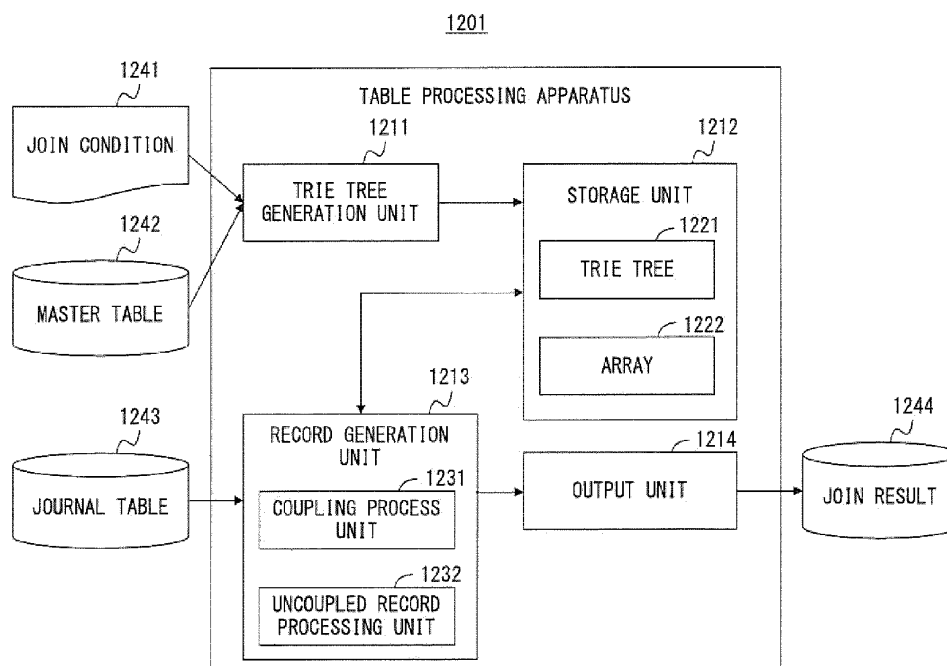 1201
1241
JOIN CONDITION
1242
MASTER TABLE
1243
JOURNAL TABLE
TABLE PROCESSING APPARATUS
1211
TRIE TREE
GENERATION UNIT
1212
STORAGE UNIT
1221
TRIE TREE
1222
ARRAY
1213
RECORD GENERATION
UNIT
1231
COUPLING PROCESS
UNIT
1232
UNCOUPLED RECORD
PROCESSING UNIT
1214
OUTPUT UNIT
1244
JOIN RESULT